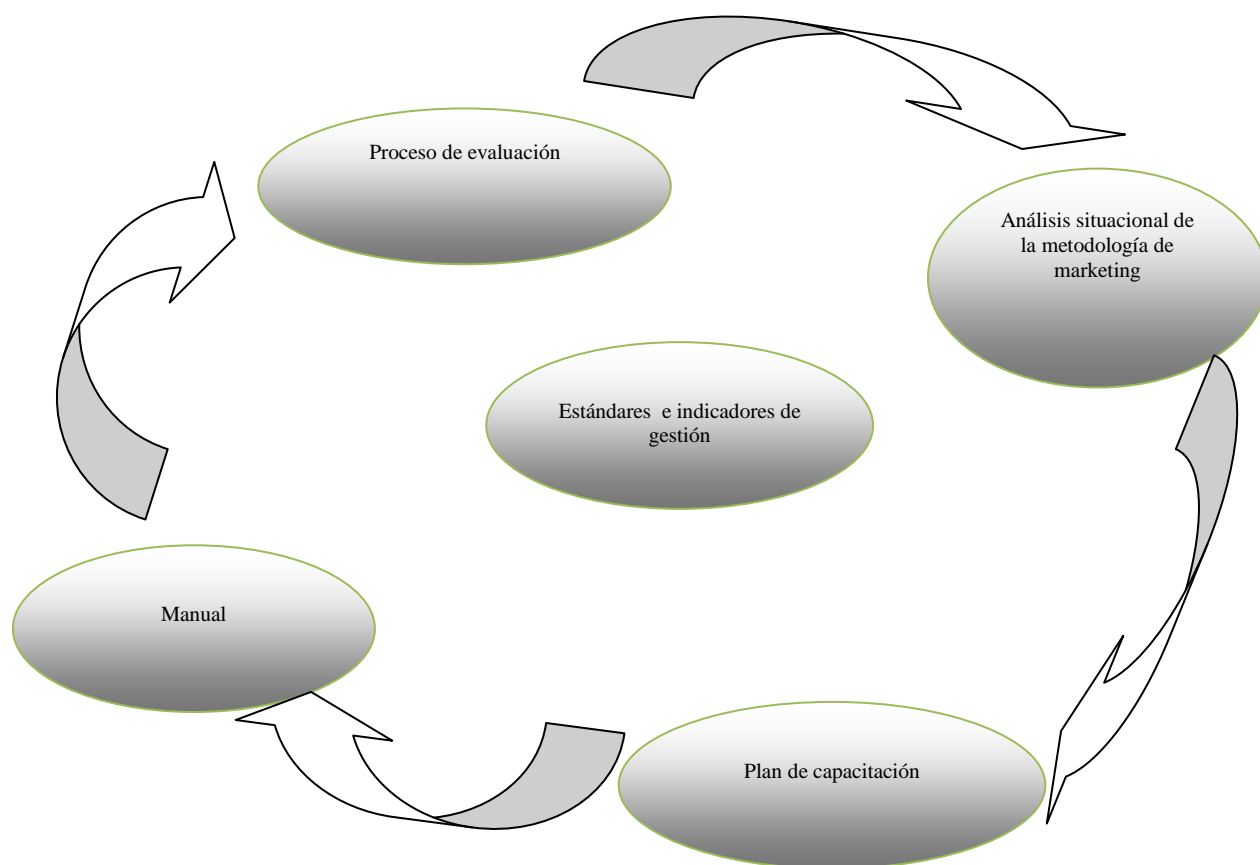 Proceso de evaluación
Análisis situacional de
la metodología de
marketing
Estándares e indicadores de
gestión
Manual
Plan de capacitación